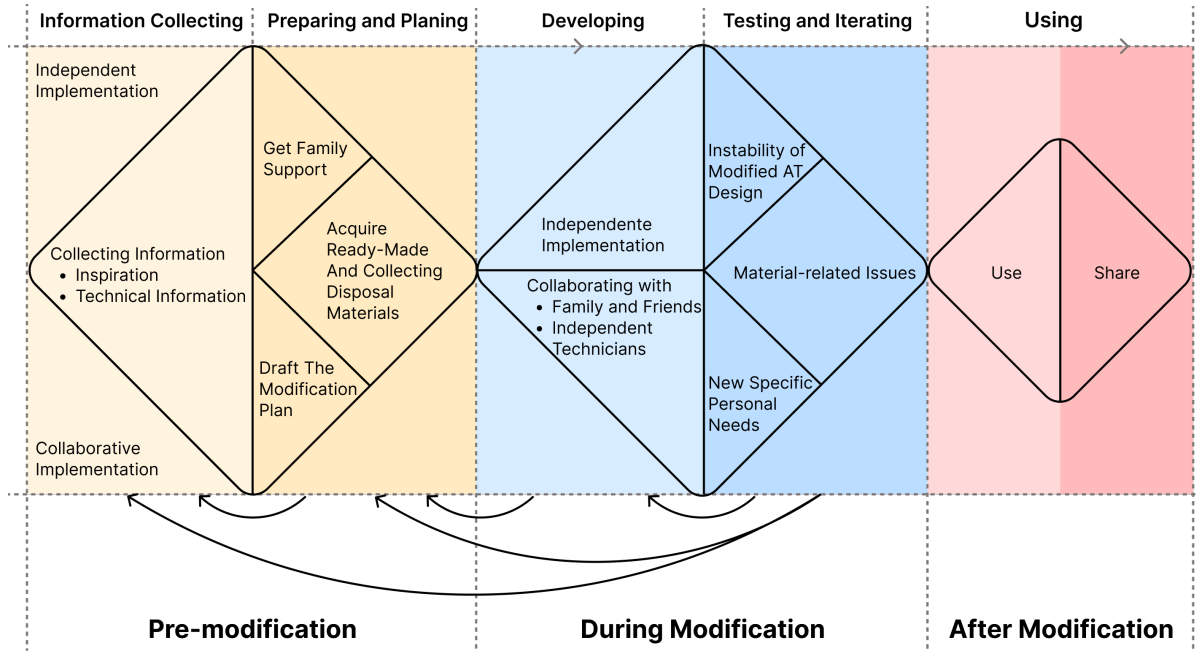 Information Collecting
Preparing and Planing
Developing
Testing and Iterating
Using
Independent
Implementation
Collecting Information
• Inspiration
• Technical Information
Collaborative
Implementation
Get Family
Support
Acquire
Ready-Made
And Collecting
Disposal
Materials
Draft The
Modification
Plan
Independente
Implementation
Collaborating with
• Family and Friends
• Independent
Technicians
Instability of
Modified AT
Design
Material-related Issues
New Specific
Personal
Needs
Use
Share
Pre-modification
During Modification
After Modification